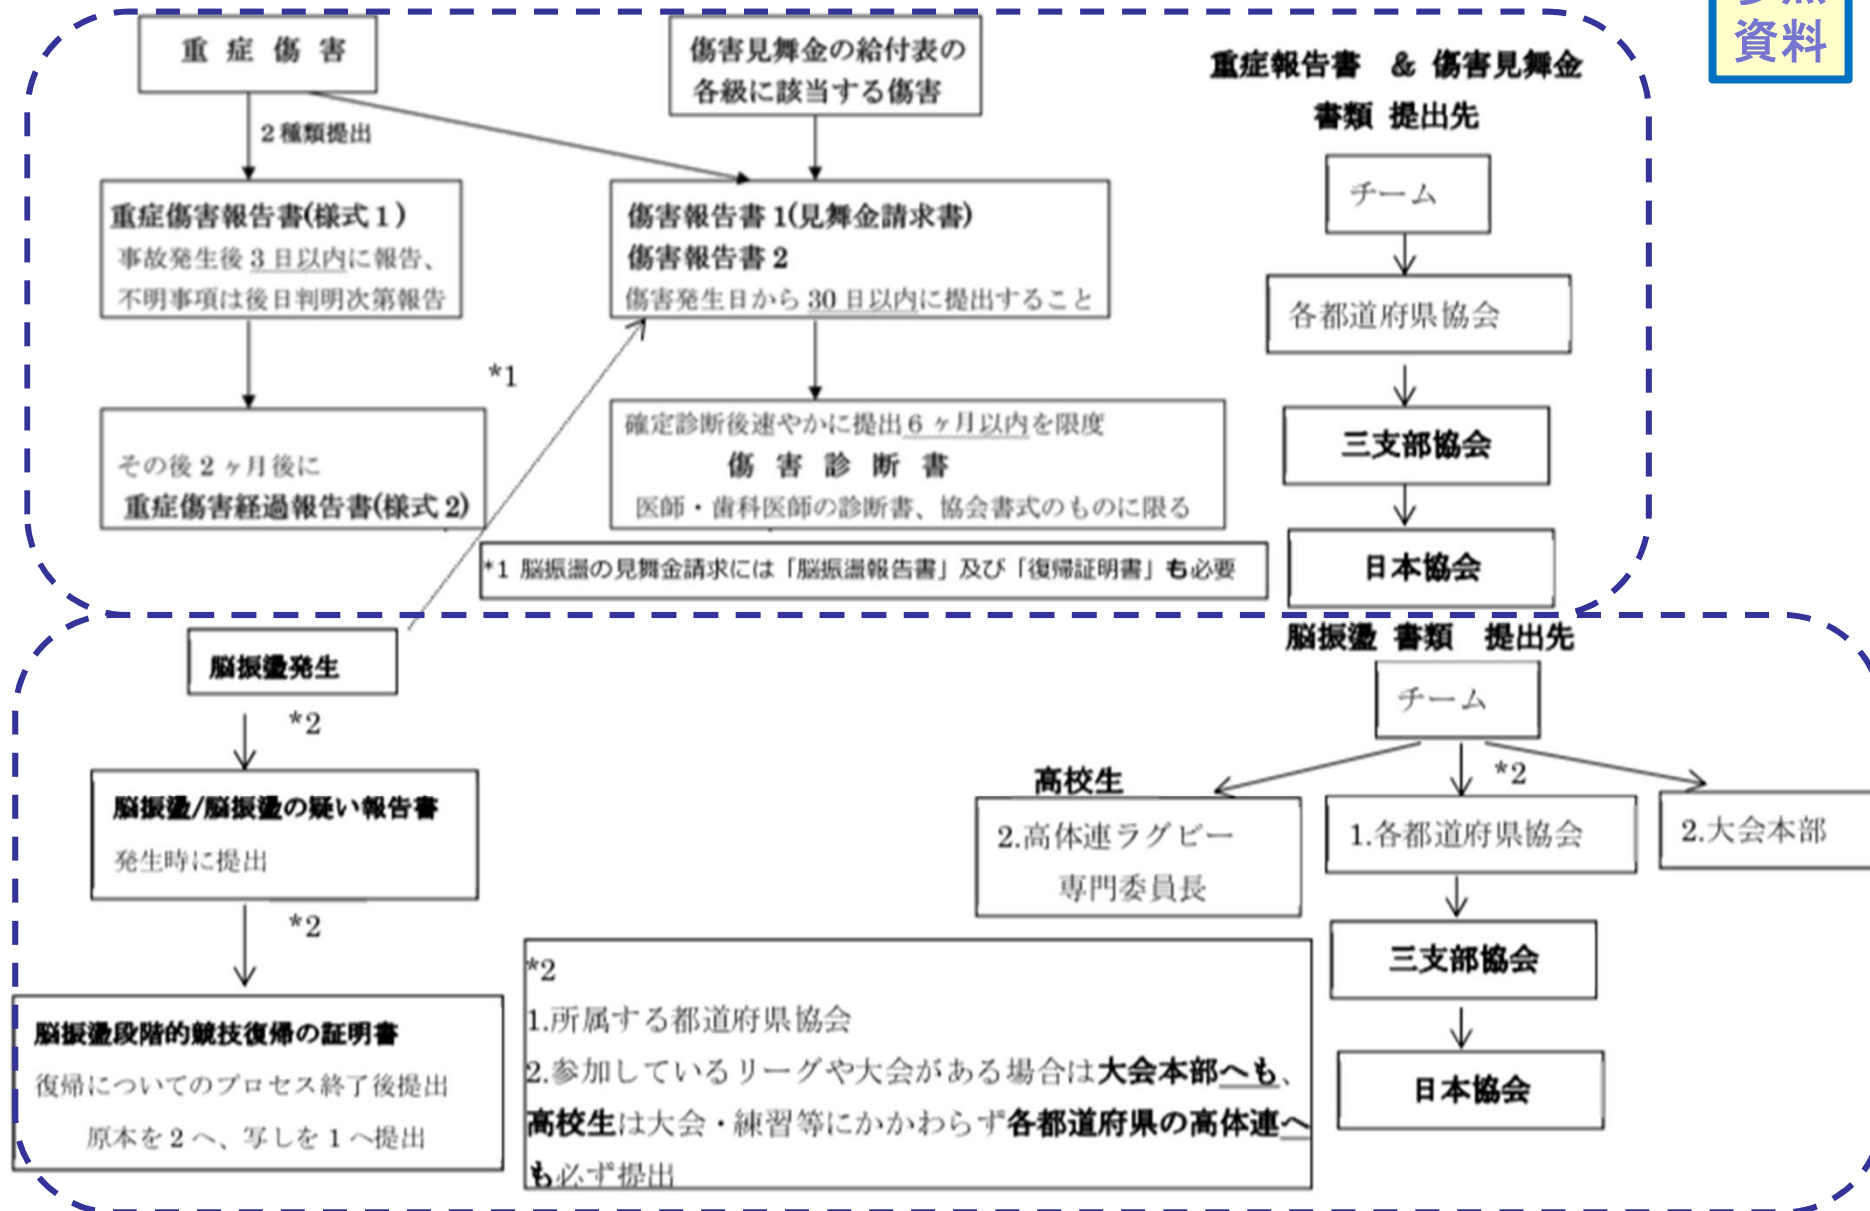 資料
重 症 傷 害
2種類提出
傷害見舞金の給付表の
各級に該当する傷害
重症傷害報告書(様式1)
事故発生後3日以内に報告、
不明事項は後日判明次第報告
傷害報告書1(見舞金請求書)
傷害報告書2
傷害発生日から30日以内に提出すること
*1
その後2ヶ月後に
重症傷害経過報告書(様式2)
確定診断後速やかに提出6ヶ月以内を限度
傷 害 診 断 書
医師・歯科医師の診断書、協会書式のものに限る
*1 脳振盪の見舞金請求には「脳振盪報告書」及び「復帰証明書」も必要
重症報告書 & 傷害見舞金
書類 提出先
チーム
各都道府県協会
三支部協会
日本協会
脳振盪発生
*2
脳振盪/脳振盪の疑い報告書
発生時に提出
*2
脳振盪段階的競技復帰の証明書
復帰についてのプロセス終了後提出
原本を2へ、写しを1へ提出
脳振盪 書類 提出先
チーム
*2
高校生
2.高体連ラグビー
専門委員長
1.各都道府県協会
2.大会本部
三支部協会
日本協会
*2
1.所属する都道府県協会
2.参加しているリーグや大会がある場合は大会本部へも、
高校生は大会・練習等にかかわらず各都道府県の高体連へ
も必ず提出